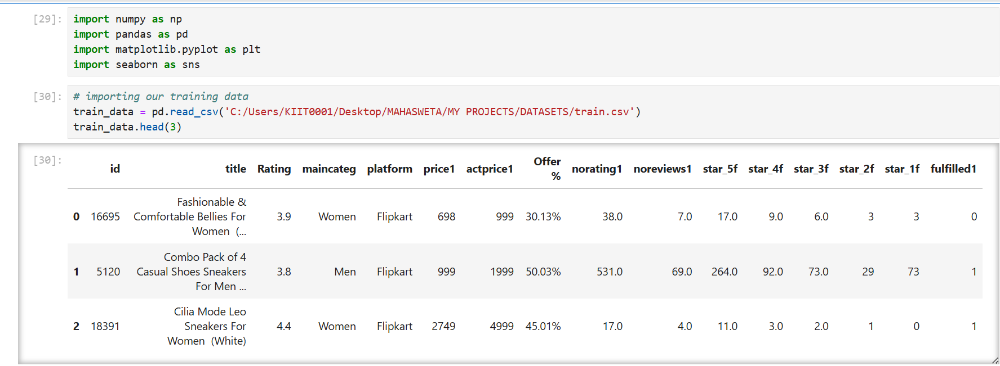 [29]: import numpy as np
import pandas as pd
import matplotlib.pyplot as plt
import seaborn as sns
[30]: # importing our training data
train_data = pd.read_csv('C:/Users/KIIT0001/Desktop/MAHASWETA/MY PROJECTS/DATASETS/train.csv')
train_data.head(3)
[30]:
id title Rating maincateg platform price1 actprice1 Offer % norating1 noreviews1 star_5f star_4f star_3f star_2f star_1f fulfilled1
0 16695 Fashionable & Comfortable Bellies For Women (... 3.9 Women Flipkart 698 999 30.13% 38.0 7.0 17.0 9.0 6.0 3 3 0
1 5120 Combo Pack of 4 Casual Shoes Sneakers For Men ... 3.8 Men Flipkart 999 1999 50.03% 531.0 69.0 264.0 92.0 73.0 29 73 1
2 18391 Cilia Mode Leo Sneakers For Women (White) 4.4 Women Flipkart 2749 4999 45.01% 17.0 4.0 11.0 3.0 2.0 1 0 1